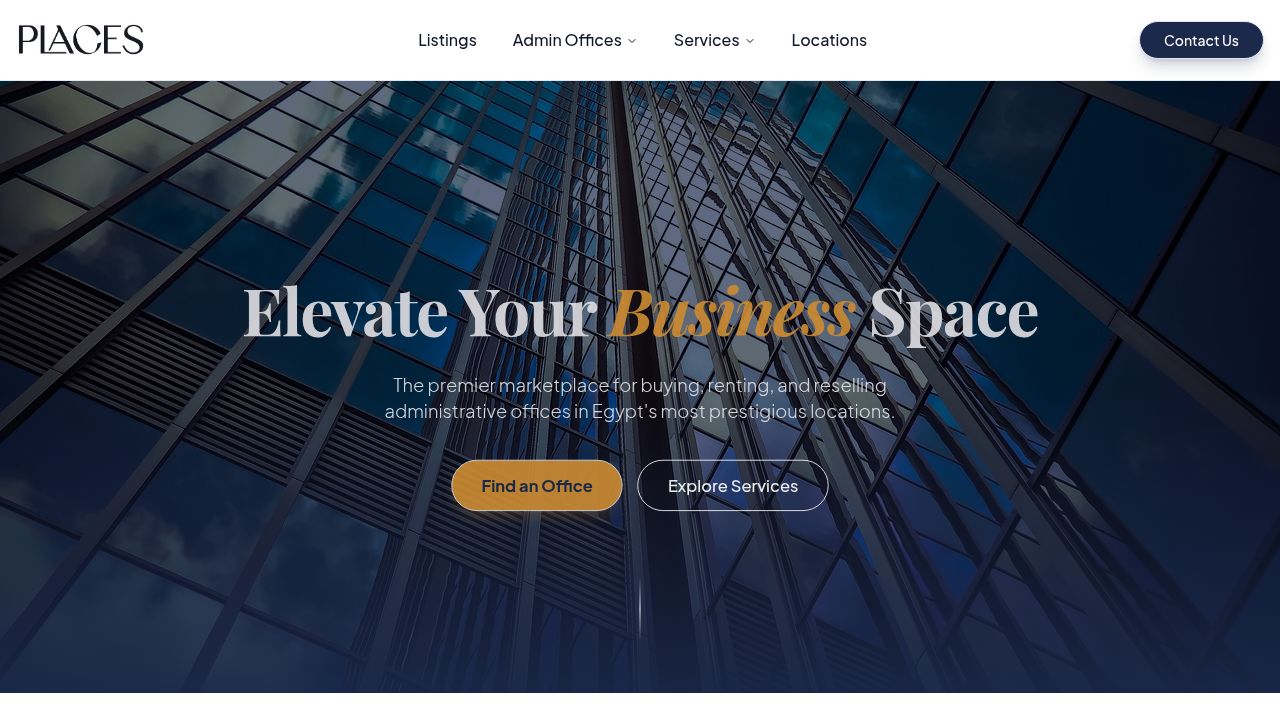 PLACES
Listings
Admin Offices
Services
Locations
Contact Us
Elevate Your Business Space
The premier marketplace for buying, renting, and reselling
administrative offices in Egypt's most prestigious locations.
Find an Office
Explore Services